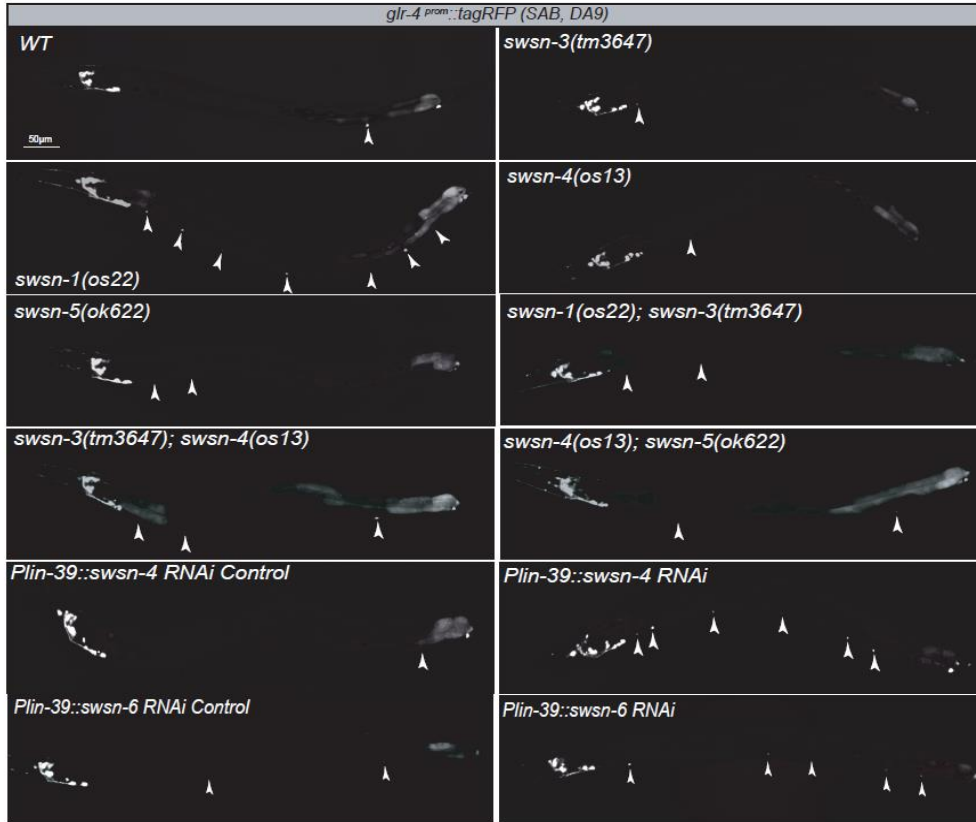 glr-4 prom::tagRFP (SAB, DA9)
WT
swsn-3(tm3647)
50µm
swsn-4(os13)
swsn-1(os22)
swsn-5(ok622)
swsn-1(os22); swsn-3(tm3647)
swsn-3(tm3647); swsn-4(os13)
swsn-4(os13); swsn-5(ok622)
Plin-39::swsn-4 RNAi Control
Plin-39::swsn-4 RNAi
Plin-39::swsn-6 RNAi Control
Plin-39::swsn-6 RNAi